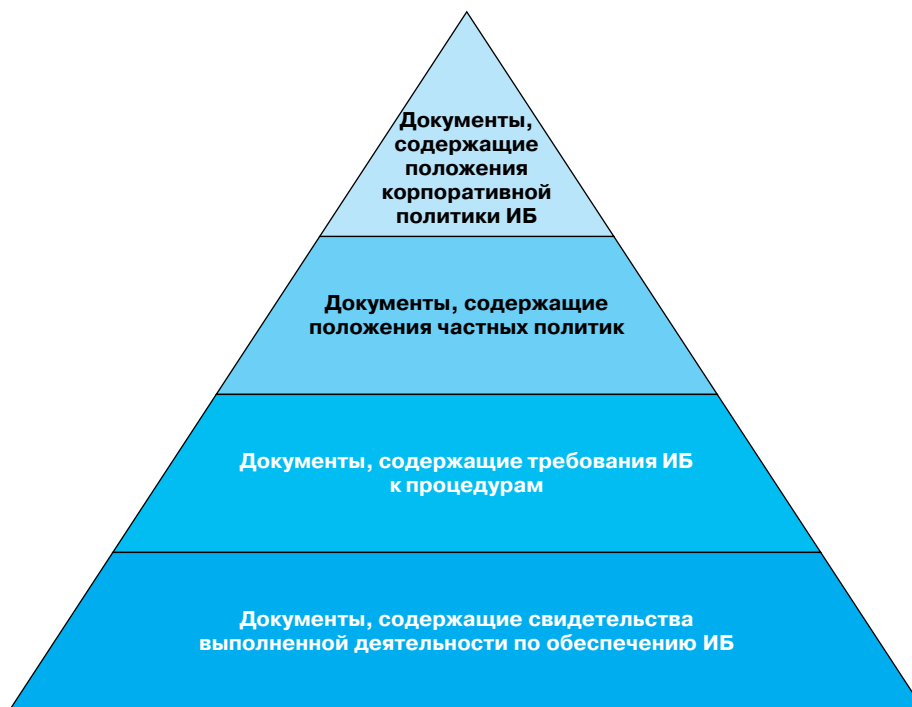 Документы,
содержащие
положения
корпоративной
политики ИБ
Документы, содержащие
положения частных политик
Документы, содержащие требования ИБ
к процедурам
Документы, содержащие свидетельства
выполненной деятельности по обеспечению ИБ